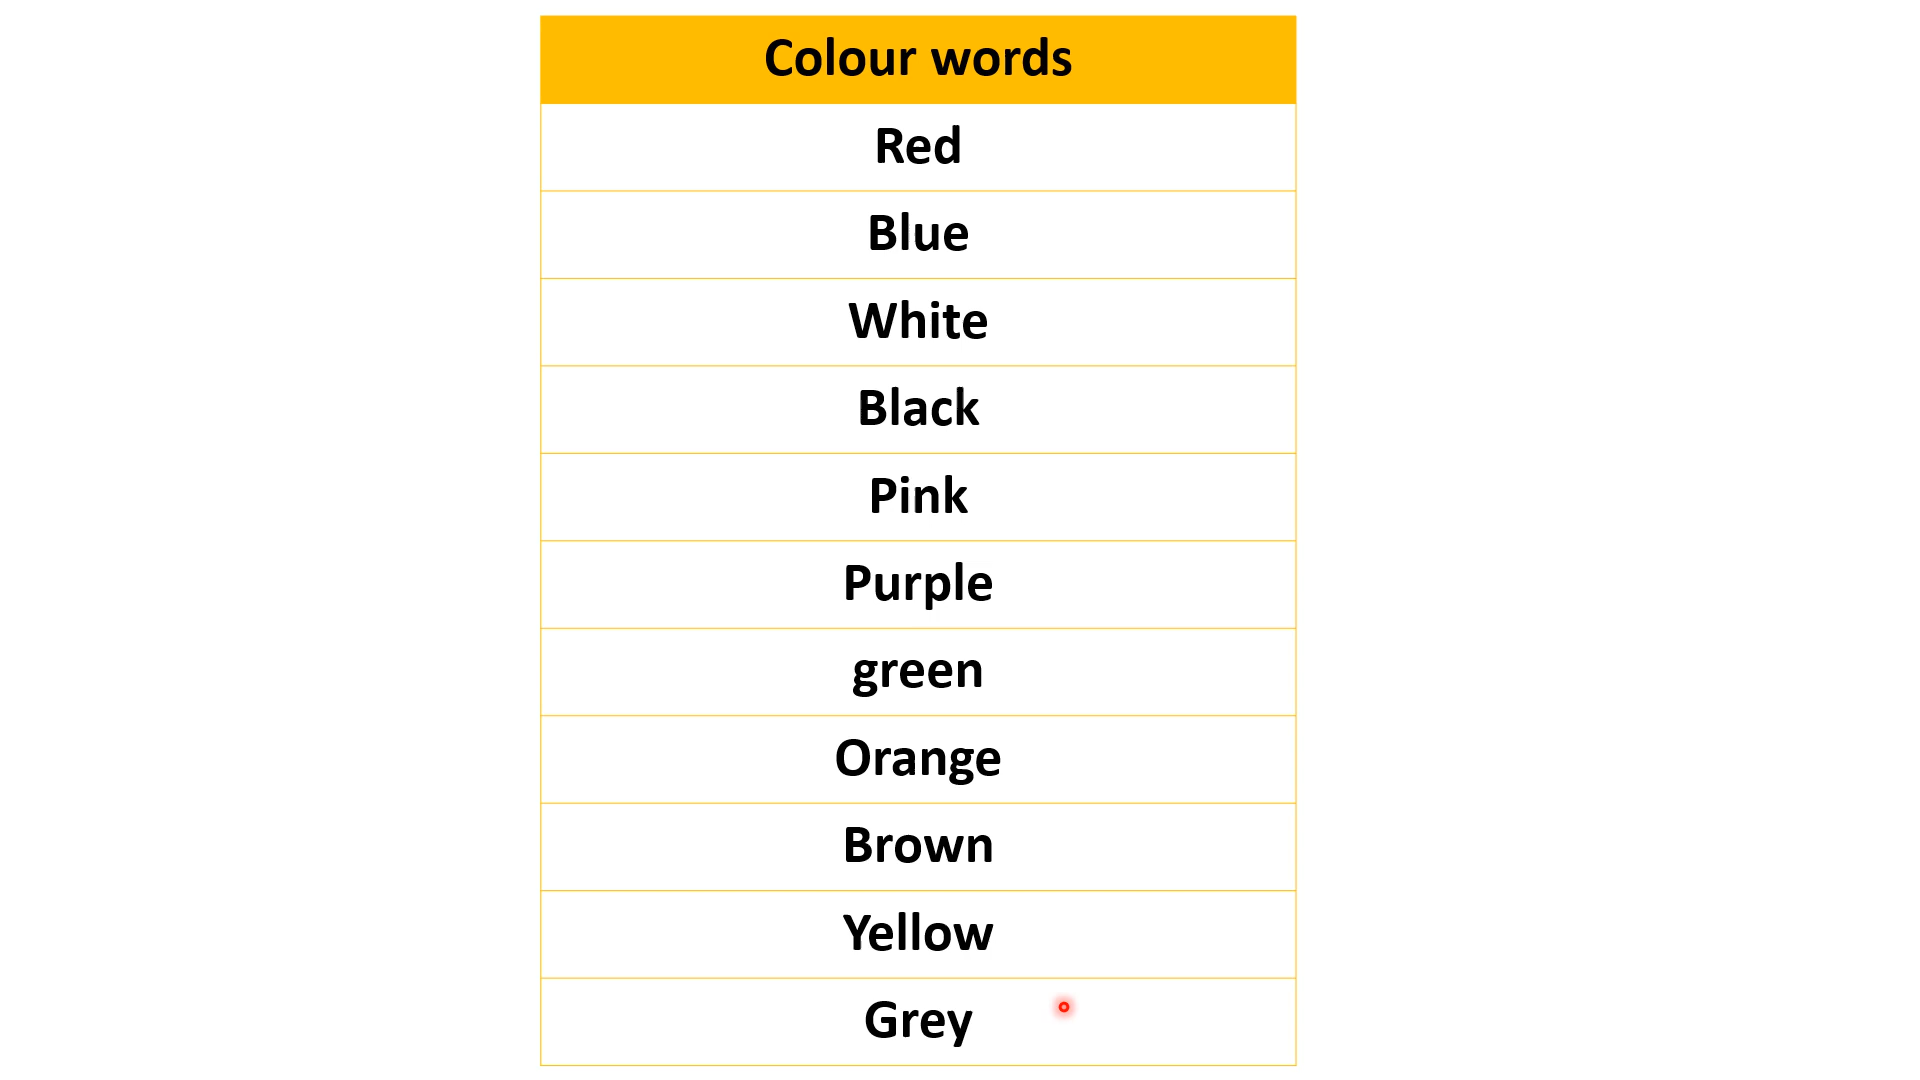 Colour words
Red
Blue
White
Black
Pink
Purple
green
Orange
Brown
Yellow
Grey